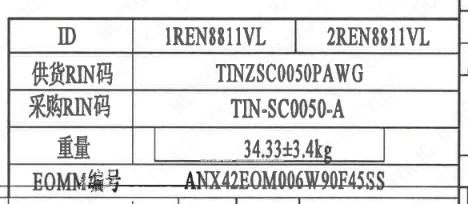 ID 1REN8811VL 2REN8811VL
供货RIN码 TINZSC0050PAWG
采购RIN码 TIN-SC0050-A
重量 34.33±3.4kg
EOMM编号 ANX42EOM006W90F45SS